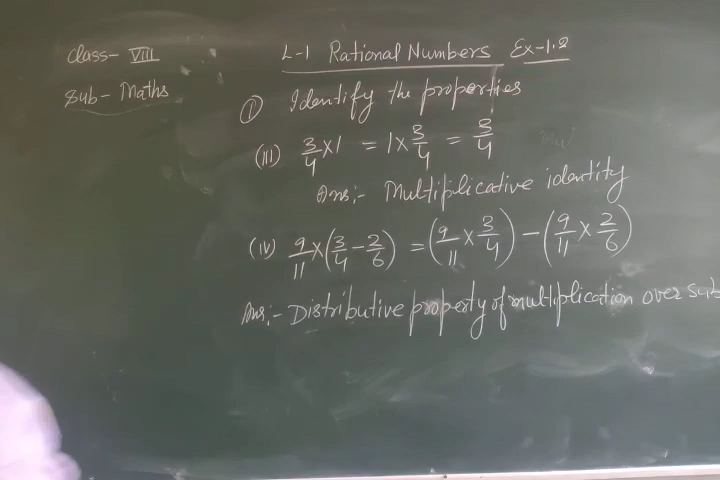 Class- VIII
Sub- Maths
L-1 Rational Numbers Ex-1.2
① Identify the properties
(iii) 3/4 × 1 = 1 × 3/4 = 3/4
Ans:- Multiplicative identity
(iv) 9/11 × (3/4 - 2/6) = (9/11 × 3/4) - (9/11 × 2/6)
Ans:- Distributive property of multiplication over sub